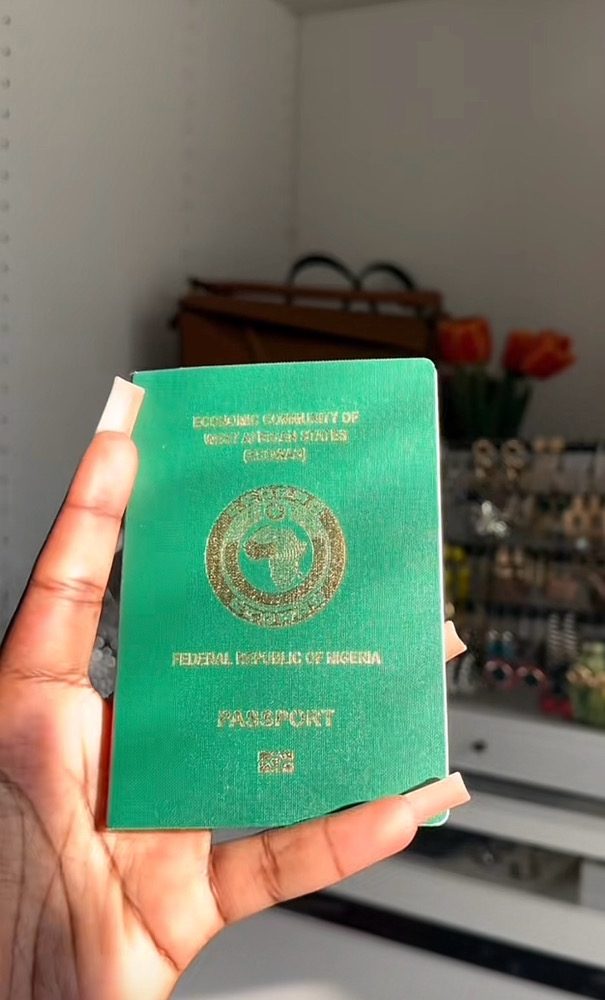 ECONOMIC COMMUNITY OF
WEST AFRICAN STATES
(ECOWAS)
FEDERAL REPUBLIC OF NIGERIA
PASSPORT